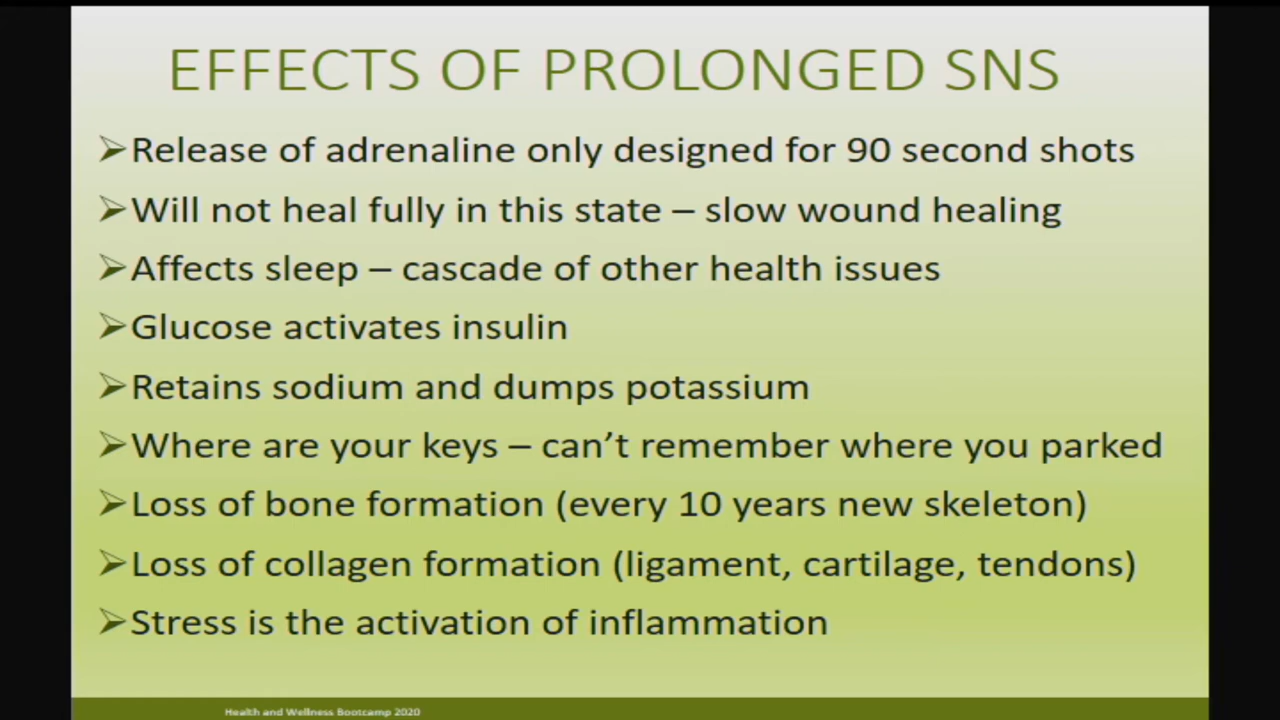 EFFECTS OF PROLONGED SNS
➢Release of adrenaline only designed for 90 second shots
➢Will not heal fully in this state – slow wound healing
➢Affects sleep – cascade of other health issues
➢Glucose activates insulin
➢Retains sodium and dumps potassium
➢Where are your keys – can’t remember where you parked
➢Loss of bone formation (every 10 years new skeleton)
➢Loss of collagen formation (ligament, cartilage, tendons)
➢Stress is the activation of inflammation
Health and Wellness Bootcamp 2020